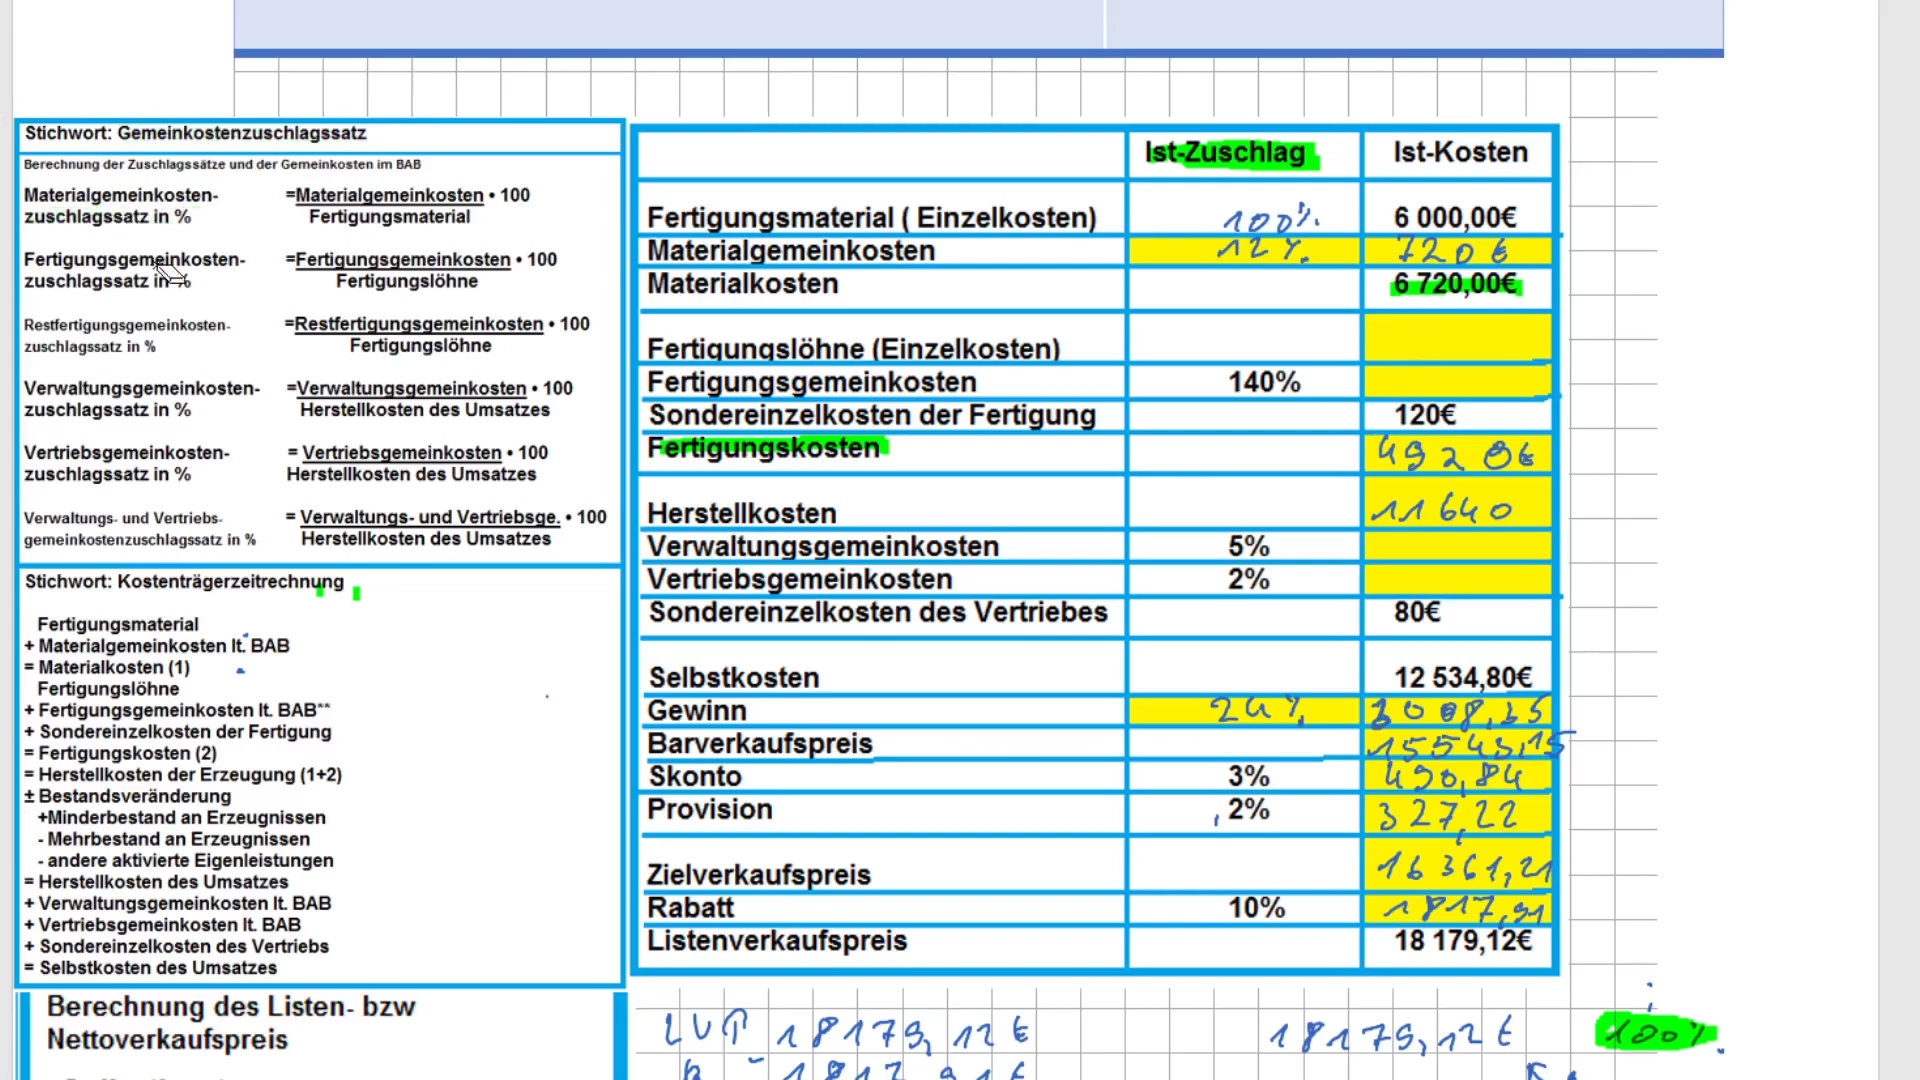 Stichwort: Gemeinkostenzuschlagssatz
Berechnung der Zuschlagssätze und der Gemeinkosten im BAB
Materialgemeinkosten- =Materialgemeinkosten • 100
zuschlagssatz in % Fertigungsmaterial
Fertigungsgemeinkosten- =Fertigungsgemeinkosten • 100
zuschlagssatz in % Fertigungslöhne
Restfertigungsgemeinkosten- =Restfertigungsgemeinkosten • 100
zuschlagssatz in % Fertigungslöhne
Verwaltungsgemeinkosten- =Verwaltungsgemeinkosten • 100
zuschlagssatz in % Herstellkosten des Umsatzes
Vertriebsgemeinkosten- = Vertriebsgemeinkosten • 100
zuschlagssatz in % Herstellkosten des Umsatzes
Verwaltungs- und Vertriebs- = Verwaltungs- und Vertriebsge. • 100
gemeinkostenzuschlagssatz in % Herstellkosten des Umsatzes
Stichwort: Kostenträgerzeitrechnung
Fertigungsmaterial
+ Materialgemeinkosten lt. BAB
= Materialkosten (1)
Fertigungslöhne
+ Fertigungsgemeinkosten lt. BAB**
+ Sondereinzelkosten der Fertigung
= Fertigungskosten (2)
= Herstellkosten der Erzeugung (1+2)
± Bestandsveränderung
+Minderbestand an Erzeugnissen
- Mehrbestand an Erzeugnissen
- andere aktivierte Eigenleistungen
= Herstellkosten des Umsatzes
+ Verwaltungsgemeinkosten lt. BAB
+ Vertriebsgemeinkosten lt. BAB
+ Sondereinzelkosten des Vertriebs
= Selbstkosten des Umsatzes
Berechnung des Listen- bzw
Nettoverkaufspreis
Ist-Zuschlag Ist-Kosten
Fertigungsmaterial ( Einzelkosten) 100% 6 000,00€
Materialgemeinkosten 12% 720€
Materialkosten 6 720,00€
Fertigungslöhne (Einzelkosten)
Fertigungsgemeinkosten 140%
Sondereinzelkosten der Fertigung 120€
Fertigungskosten 4920€
Herstellkosten 11640
Verwaltungsgemeinkosten 5%
Vertriebsgemeinkosten 2%
Sondereinzelkosten des Vertriebes 80€
Selbstkosten 12 534,80€
Gewinn 24% 3008,35
Barverkaufspreis 15543,15
Skonto 3% 490,84
Provision 2% 327,22
Zielverkaufspreis 16361,21
Rabatt 10% 1817,91
Listenverkaufspreis 18 179,12€
LVP 18179,12€ 18179,12€ 100%
- 1817,91€